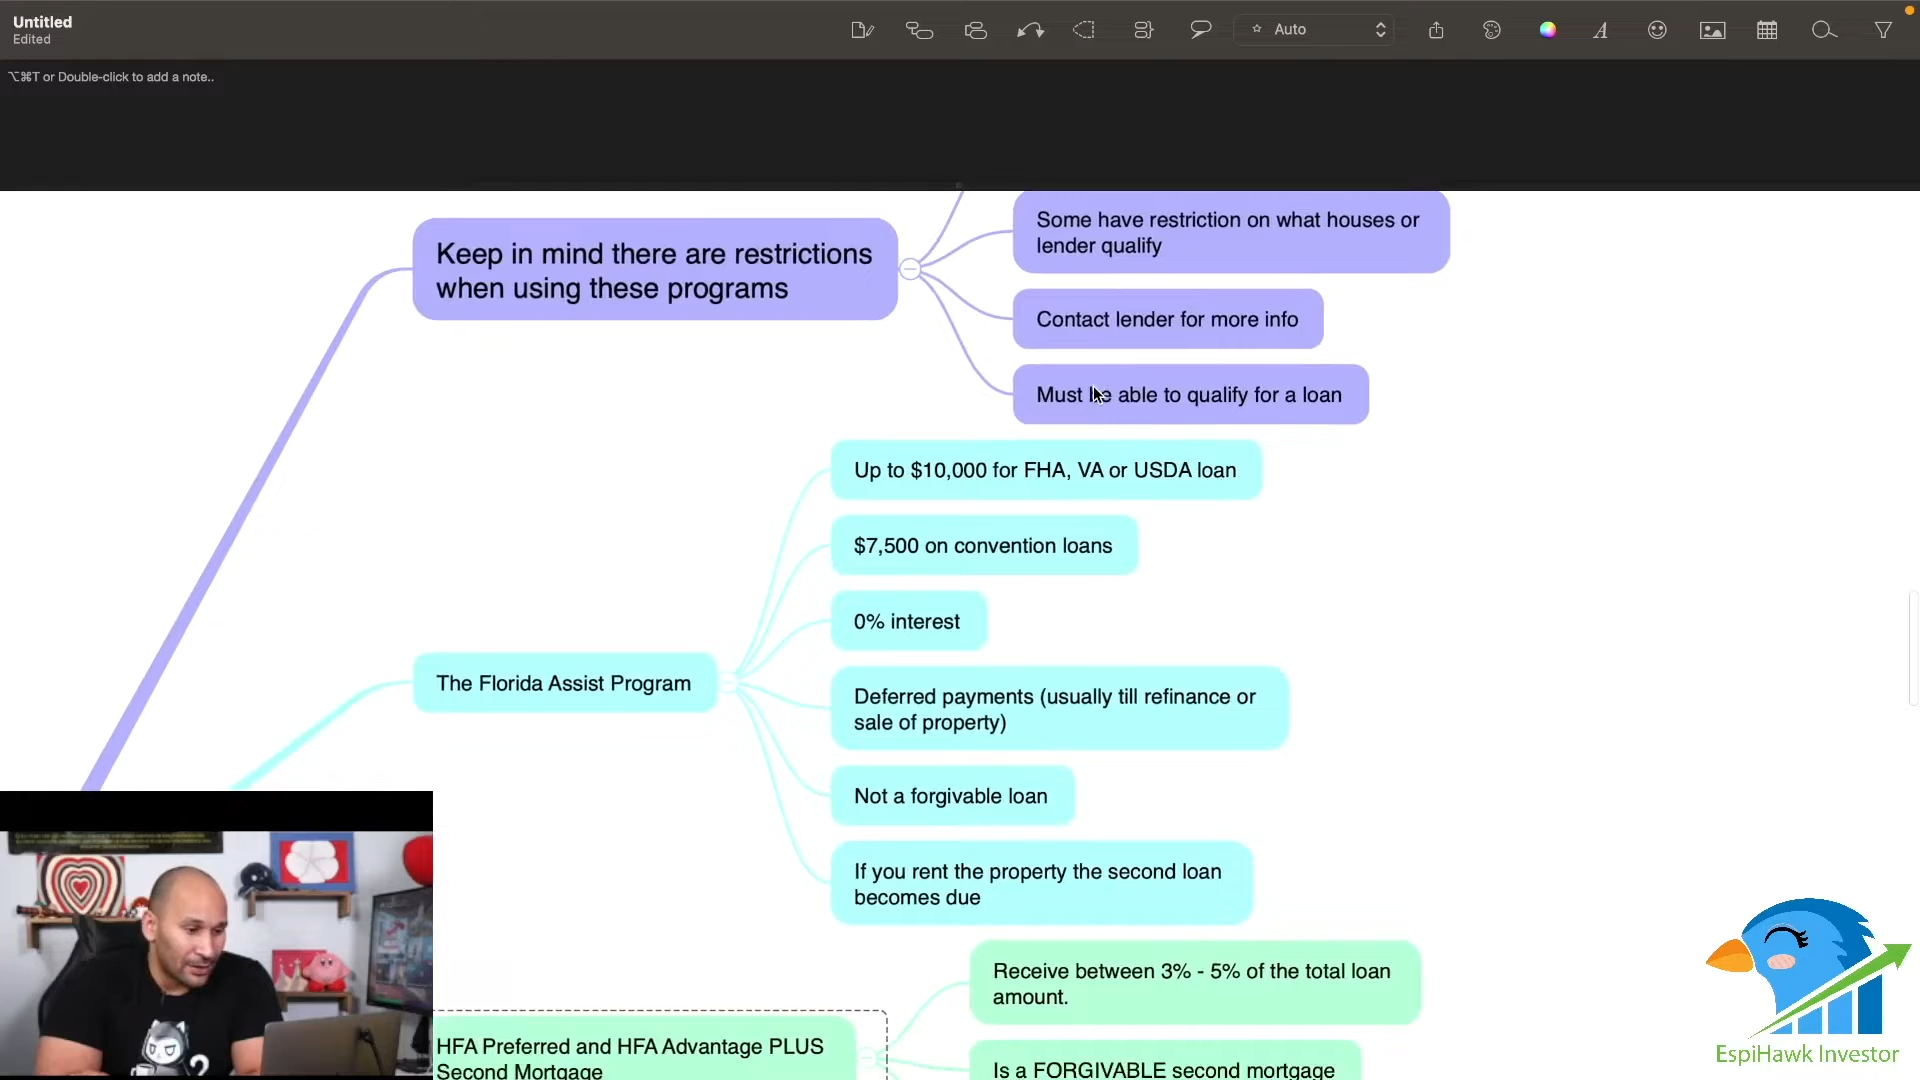 Untitled
Edited
Auto
⌥⌘T or Double-click to add a note..
Keep in mind there are restrictions
when using these programs
Some have restriction on what houses or
lender qualify
Contact lender for more info
Must be able to qualify for a loan
The Florida Assist Program
Up to $10,000 for FHA, VA or USDA loan
$7,500 on convention loans
0% interest
Deferred payments (usually till refinance or
sale of property)
Not a forgivable loan
If you rent the property the second loan
becomes due
HFA Preferred and HFA Advantage PLUS
Second Mortgage
Receive between 3% - 5% of the total loan
amount.
Is a FORGIVABLE second mortgage
EspiHawk Investor